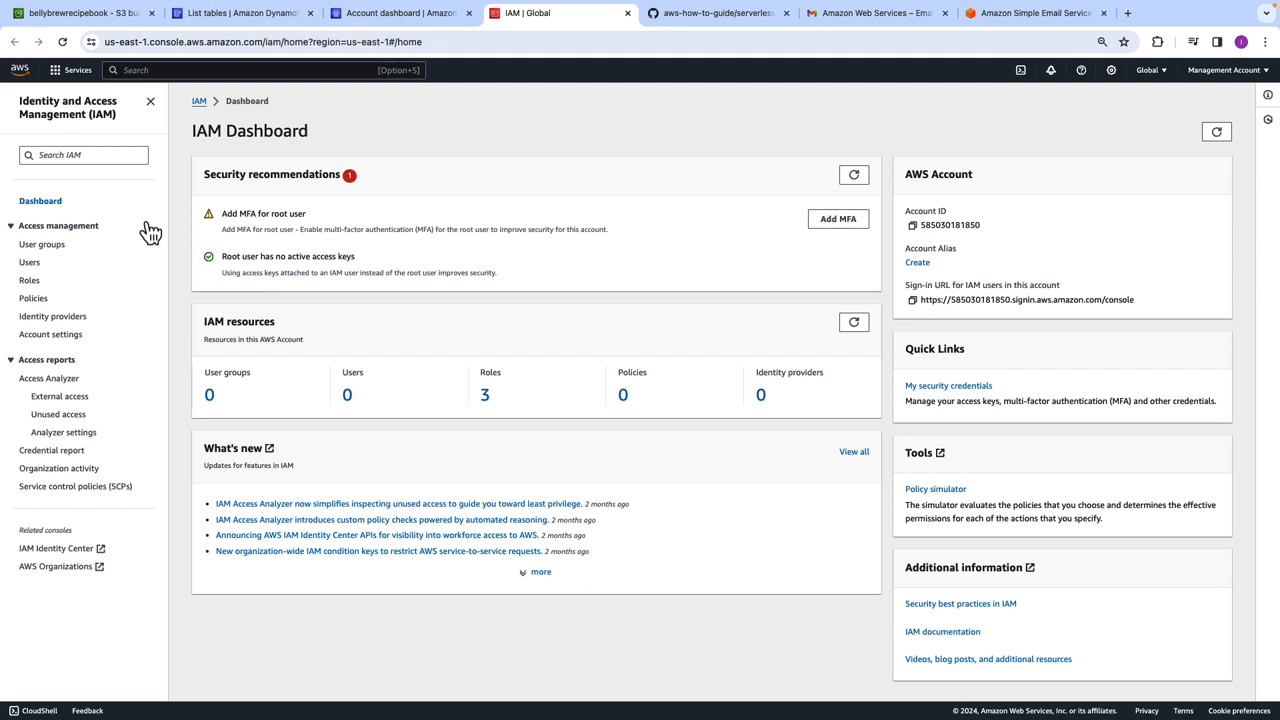 bellybrewrecipebook - S3 bu
List tables | Amazon Dynamo
Account dashboard | Amazon
IAM | Global
aws-how-to-guide/serverless
Amazon Web Services – Ema
Amazon Simple Email Service
us-east-1.console.aws.amazon.com/iam/home?region=us-east-1#/home
I
aws
Services
Search
[Option+S]
Global
Management Account
Identity and Access
Management (IAM)
Search IAM
Dashboard
Access management
User groups
Users
Roles
Policies
Identity providers
Account settings
Access reports
Access Analyzer
External access
Unused access
Analyzer settings
Credential report
Organization activity
Service control policies (SCPs)
Related consoles
IAM Identity Center
AWS Organizations
IAM > Dashboard
IAM Dashboard
Security recommendations 1
Add MFA for root user
Add MFA for root user - Enable multi-factor authentication (MFA) for the root user to improve security for this account.
Add MFA
Root user has no active access keys
Using access keys attached to an IAM user instead of the root user improves security.
IAM resources
Resources in this AWS Account
User groups
0
Users
0
Roles
3
Policies
0
Identity providers
0
What's new
View all
Updates for features in IAM
IAM Access Analyzer now simplifies inspecting unused access to guide you toward least privilege. 2 months ago
IAM Access Analyzer introduces custom policy checks powered by automated reasoning. 2 months ago
Announcing AWS IAM Identity Center APIs for visibility into workforce access to AWS. 2 months ago
New organization-wide IAM condition keys to restrict AWS service-to-service requests. 2 months ago
more
AWS Account
Account ID
585030181850
Account Alias
Create
Sign-in URL for IAM users in this account
https://585030181850.signin.aws.amazon.com/console
Quick Links
My security credentials
Manage your access keys, multi-factor authentication (MFA) and other credentials.
Tools
Policy simulator
The simulator evaluates the policies that you choose and determines the effective
permissions for each of the actions that you specify.
Additional information
Security best practices in IAM
IAM documentation
Videos, blog posts, and additional resources
CloudShell
Feedback
© 2024, Amazon Web Services, Inc. or its affiliates.
Privacy
Terms
Cookie preferences